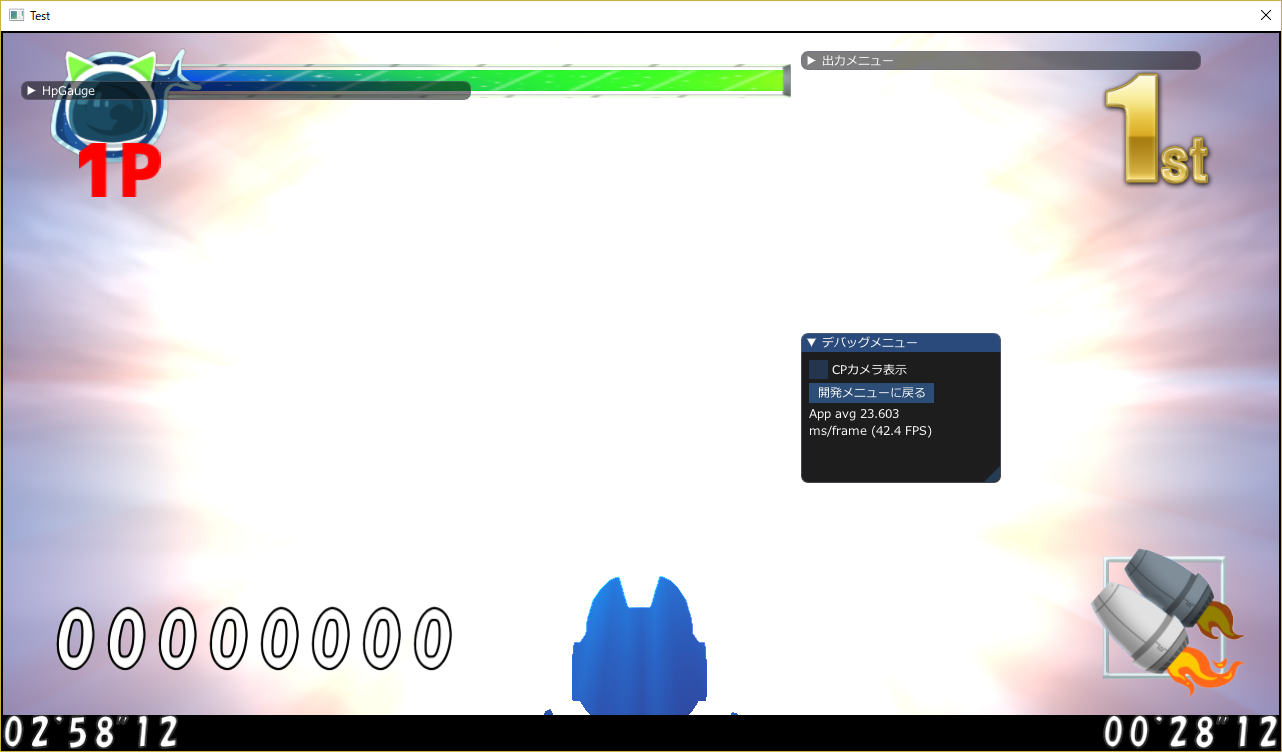 Test
出力メニュー
HpGauge
1P
1st
デバッグメニュー
CPカメラ表示
開発メニューに戻る
App avg 23.603
ms/frame (42.4 FPS)
00000000
02'58"12
00'28"12